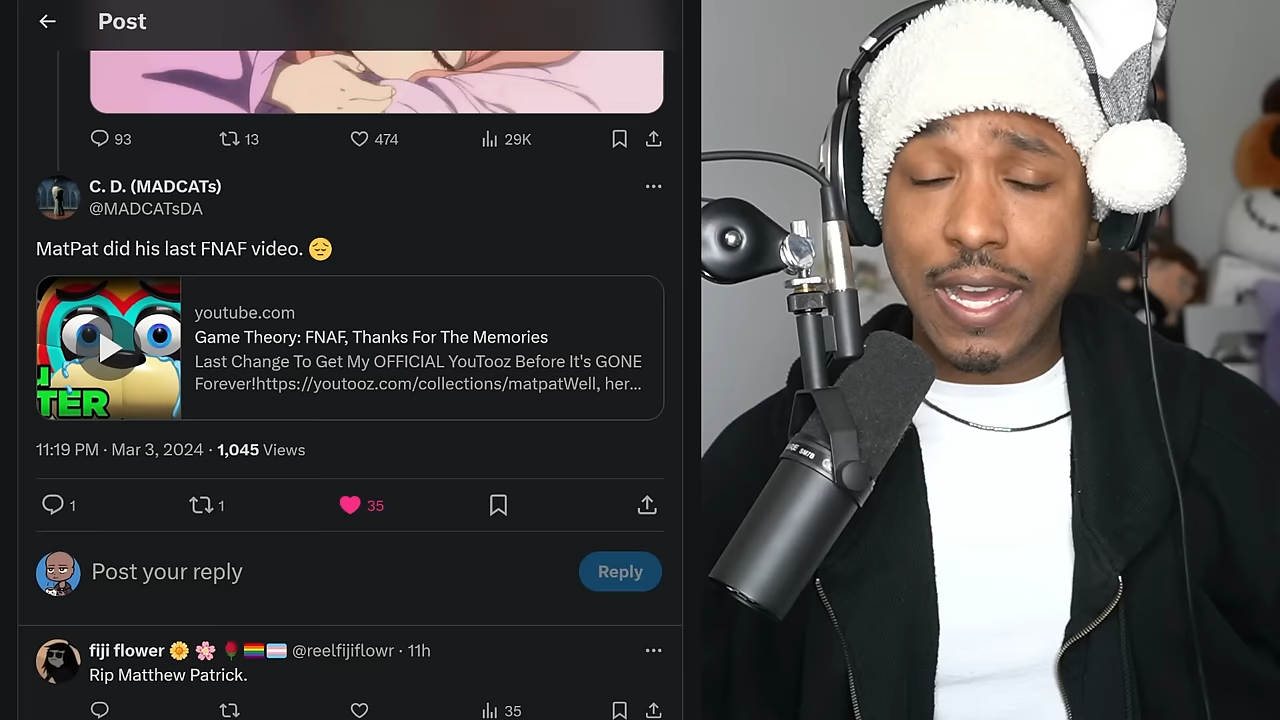 Post
93
13
474
29K
C. D. (MADCATs)
@MADCATsDA
MatPat did his last FNAF video. 😔
TER
youtube.com
Game Theory: FNAF, Thanks For The Memories
Last Change To Get My OFFICIAL YouTooz Before It's GONE
Forever!https://youtooz.com/collections/matpatWell, her...
11:19 PM · Mar 3, 2024 · 1,045 Views
1
1
35
Post your reply
Reply
fiji flower 🌼 🌸 🌹 🏳️‍🌈 🏳️‍⚧️ @reelfijiflowr · 11h
Rip Matthew Patrick.
35
SM7B